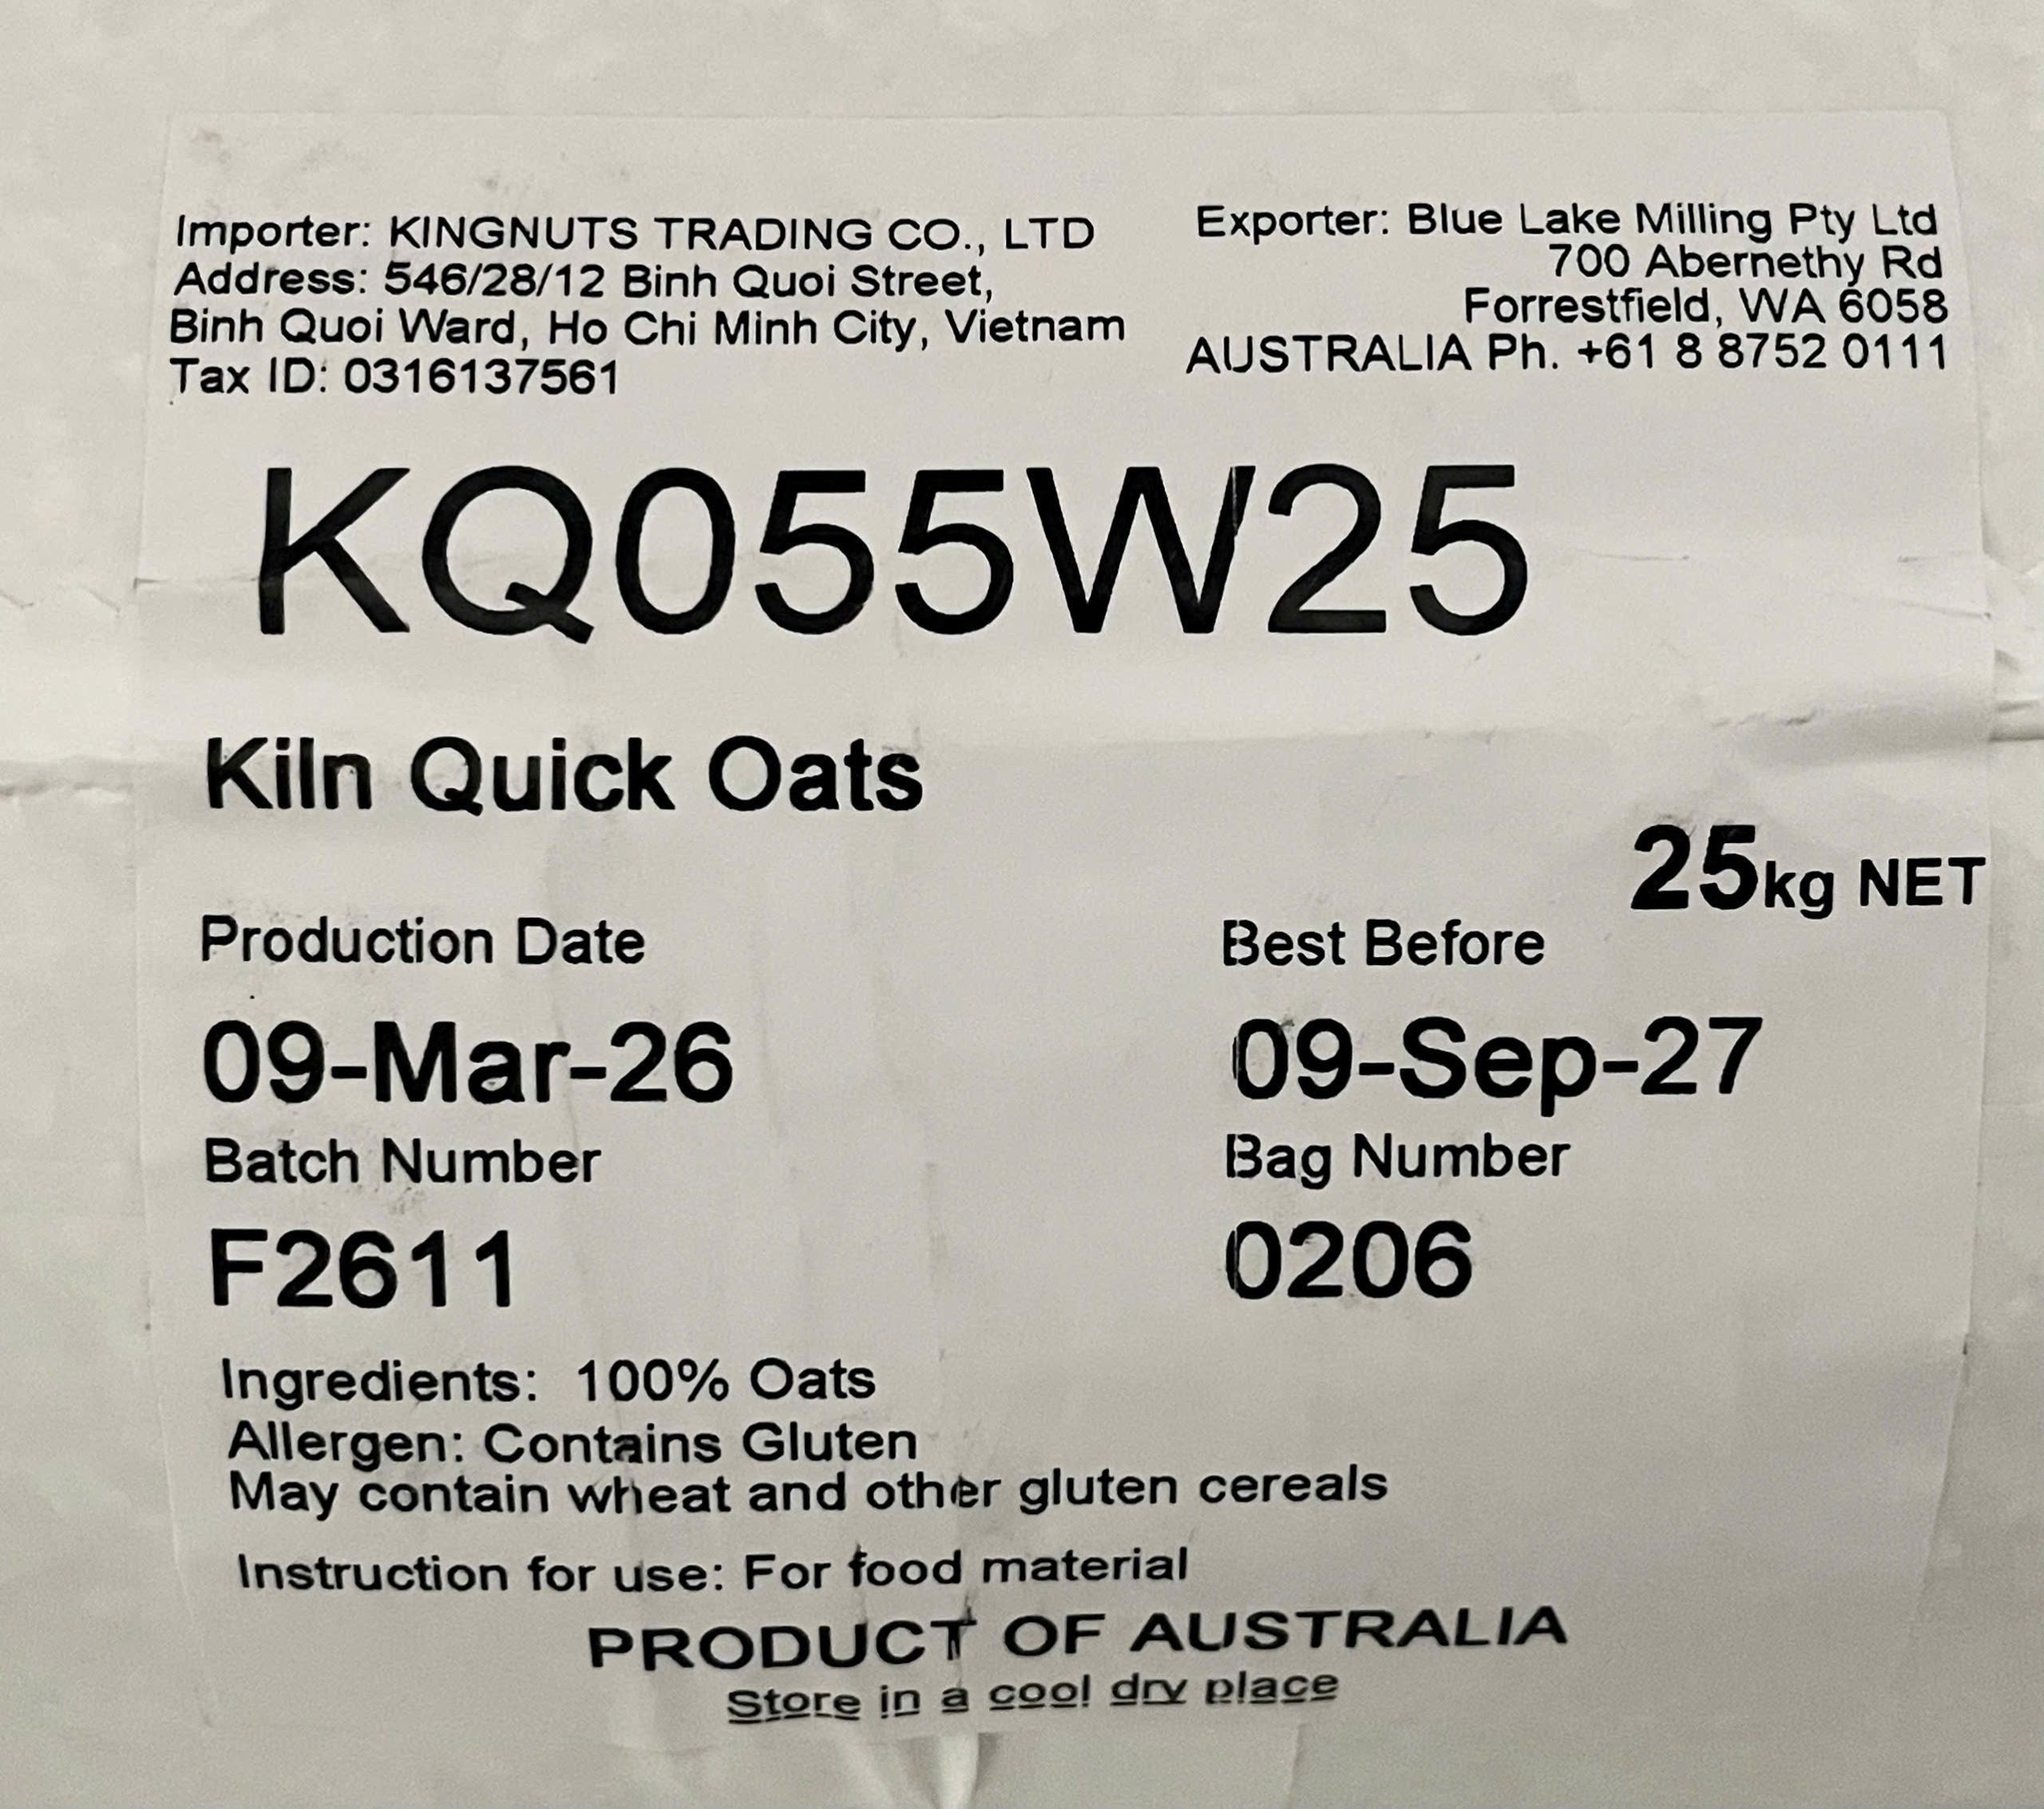 Importer: KINGNUTS TRADING CO., LTD
Address: 546/28/12 Binh Quoi Street,
Binh Quoi Ward, Ho Chi Minh City, Vietnam
Tax ID: 0316137561
Exporter: Blue Lake Milling Pty Ltd
700 Abernethy Rd
Forrestfield, WA 6058
AUSTRALIA Ph. +61 8 8752 0111
KQ055W25
Kiln Quick Oats
25kg NET
Production Date
09-Mar-26
Best Before
09-Sep-27
Batch Number
F2611
Bag Number
0206
Ingredients: 100% Oats
Allergen: Contains Gluten
May contain wheat and other gluten cereals
Instruction for use: For food material
PRODUCT OF AUSTRALIA
Store in a cool dry place